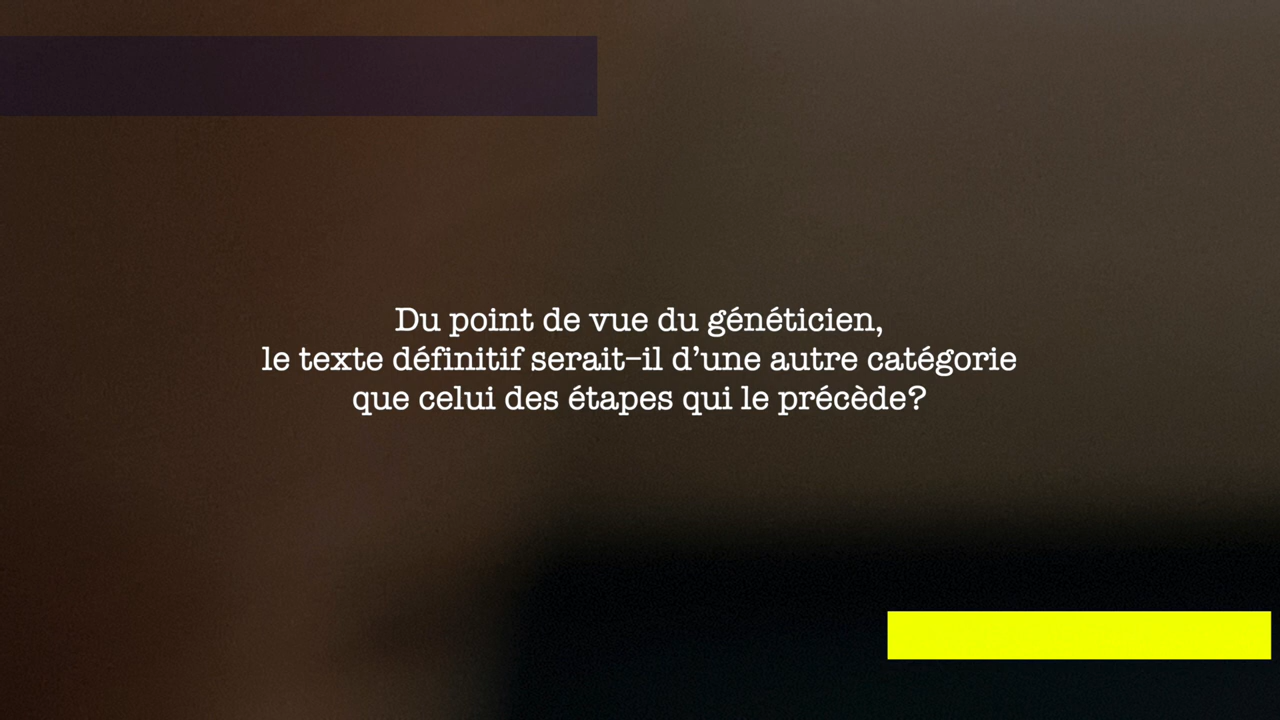 Du point de vue du généticien,
le texte définitif serait-il d’une autre catégorie
que celui des étapes qui le précède?